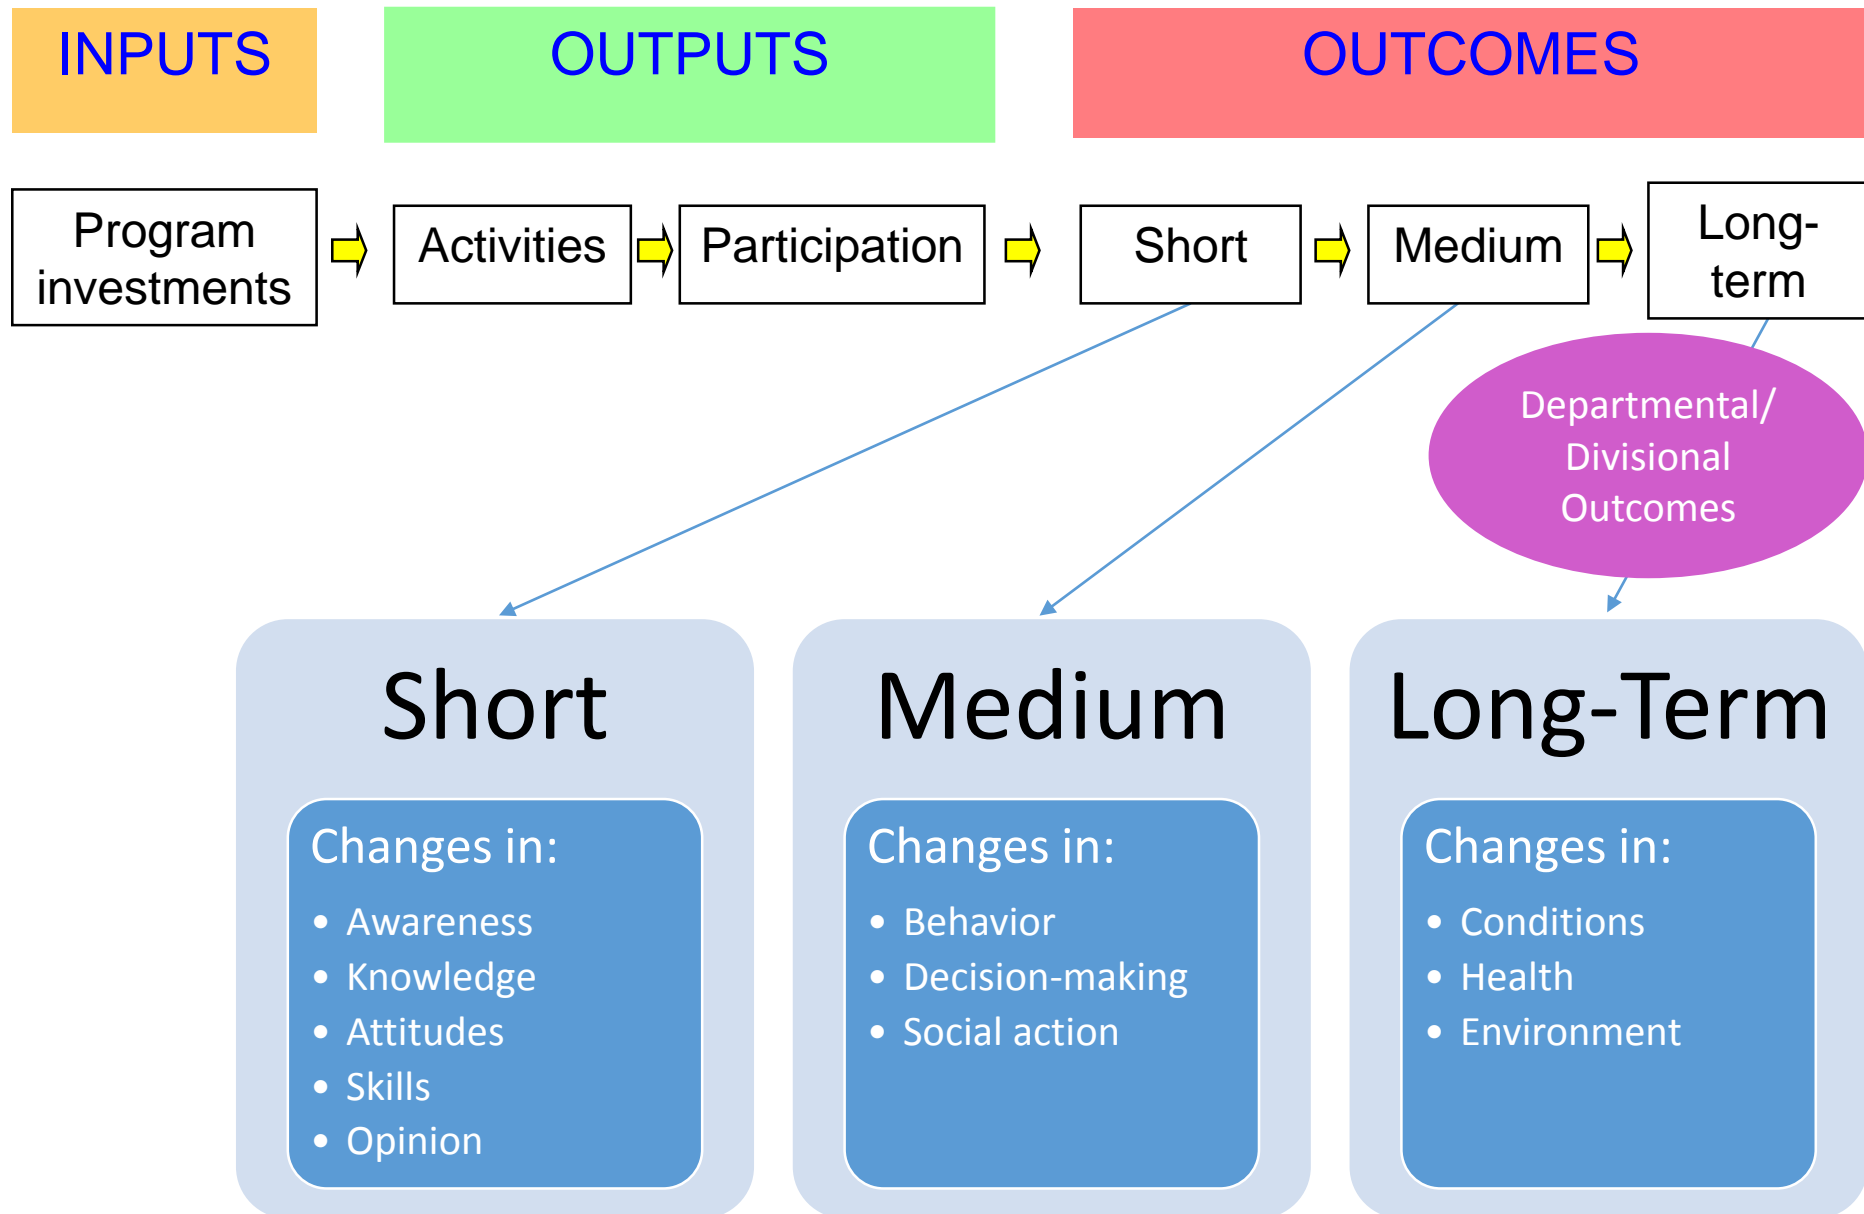 INPUTS
OUTPUTS
OUTCOMES
Program
investments
Activities
Participation
Short
Medium
Long-
term
Departmental/
Divisional
Outcomes
Short
Changes in:
• Awareness
• Knowledge
• Attitudes
• Skills
• Opinion
Medium
Changes in:
• Behavior
• Decision-making
• Social action
Long-Term
Changes in:
• Conditions
• Health
• Environment